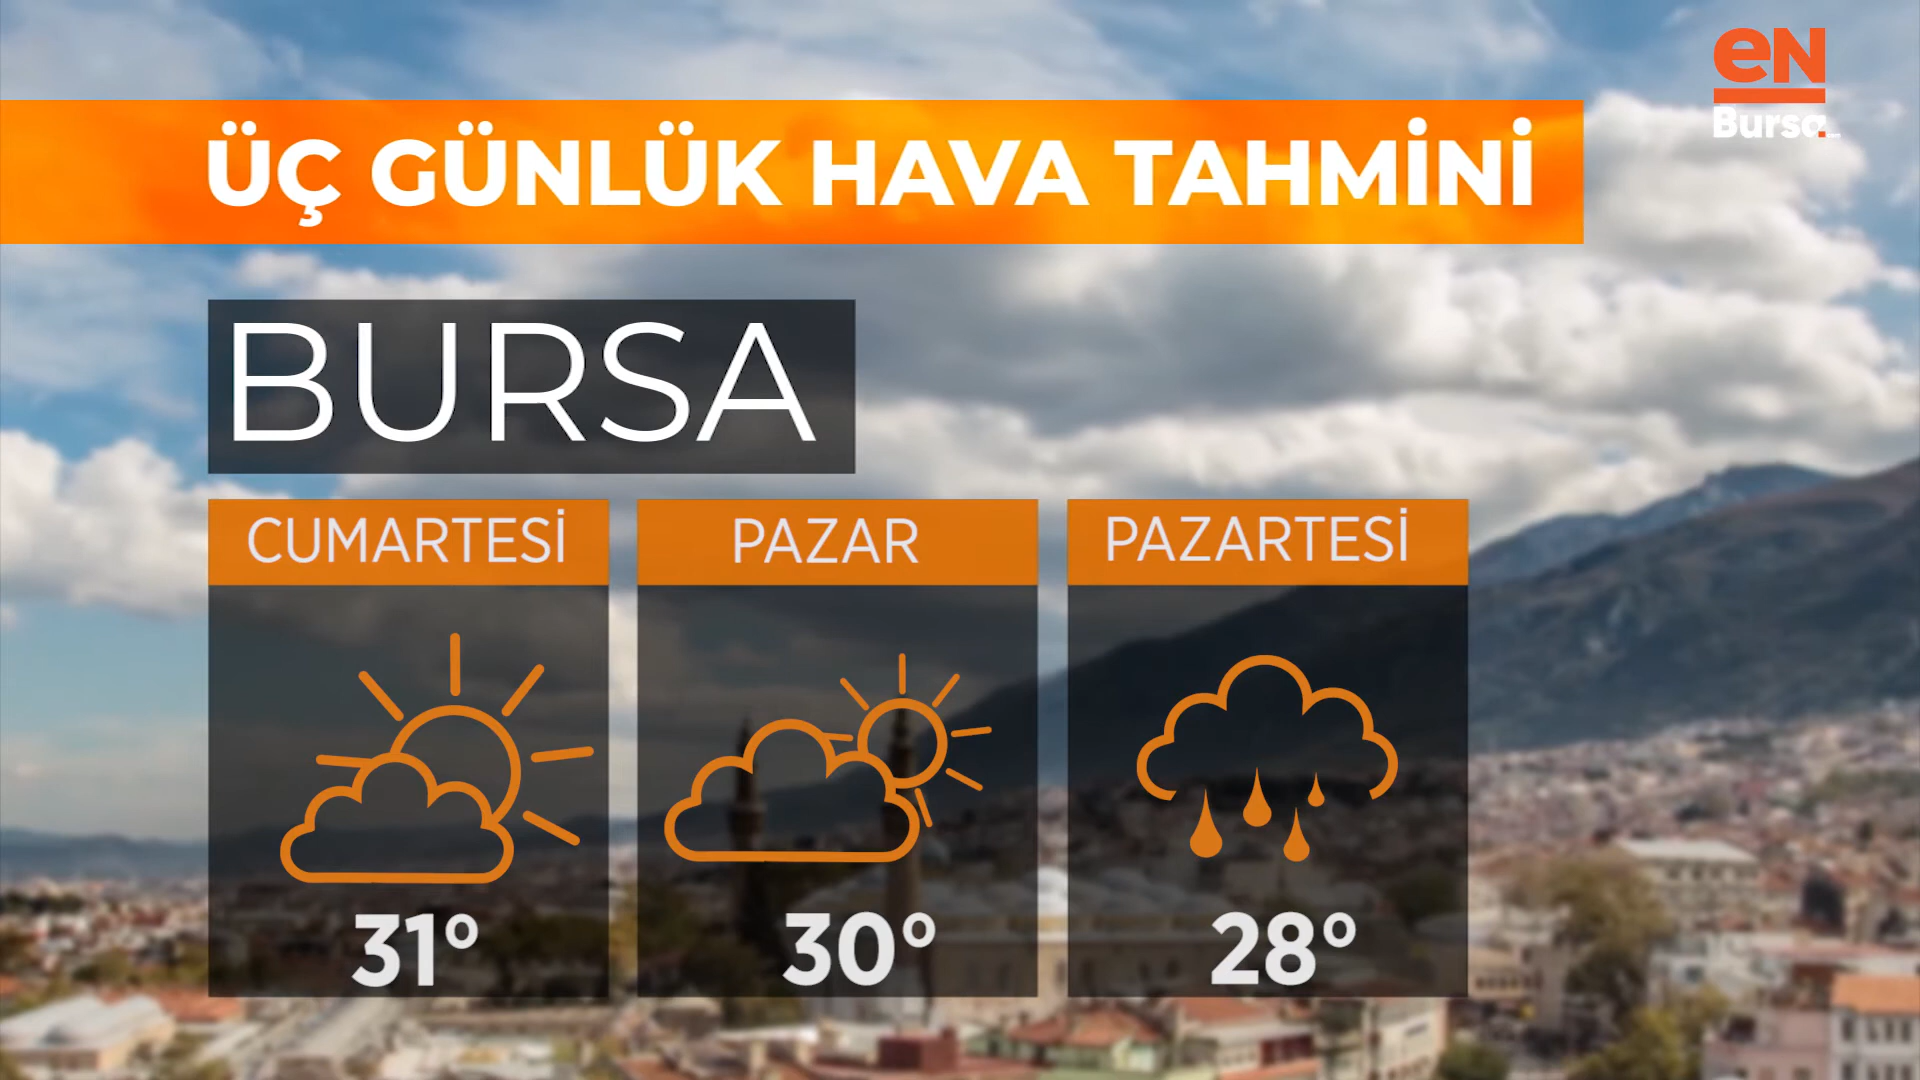 eN
Bursa.
ÜÇ GÜNLÜK HAVA TAHMİNİ
BURSA
CUMARTESİ
PAZAR
PAZARTESİ
31°
30°
28°